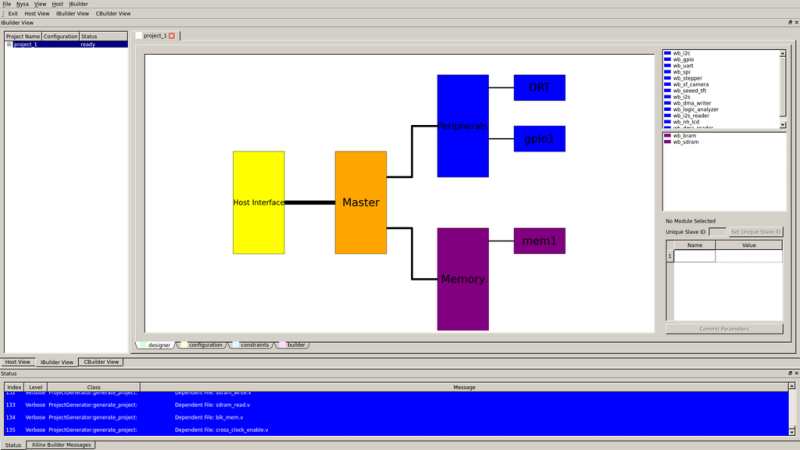 File Nysa View Host IBuilder
Exit Host View IBuilder View CBuilder View
IBuilder View
Project Name Configuration Status
project_1 ready
project_1
Host Interface
Master
Peripherals
DRT
gpio1
Memory
mem1
wb_i2c
wb_gpio
wb_uart
wb_spi
wb_stepper
wb_sf_camera
wb_seeed_tft
wb_i2s
wb_dma_writer
wb_logic_analyzer
wb_i2s_reader
wb_nh_lcd
wb_dma_reader
wb_bram
wb_sdram
No Module Selected
Unique Slave ID Set Unique Slave ID
Name Value
1
Commit Parameters
designer configuration constraints builder
Host View IBuilder View CBuilder View
Status
Index Level Class Message
132 Verbose ProjectGenerator:generate_project: Dependent File: sdram_write.v
133 Verbose ProjectGenerator:generate_project: Dependent File: sdram_read.v
134 Verbose ProjectGenerator:generate_project: Dependent File: blk_mem.v
135 Verbose ProjectGenerator:generate_project: Dependent File: cross_clock_enable.v
Status Xilinx Builder Messages